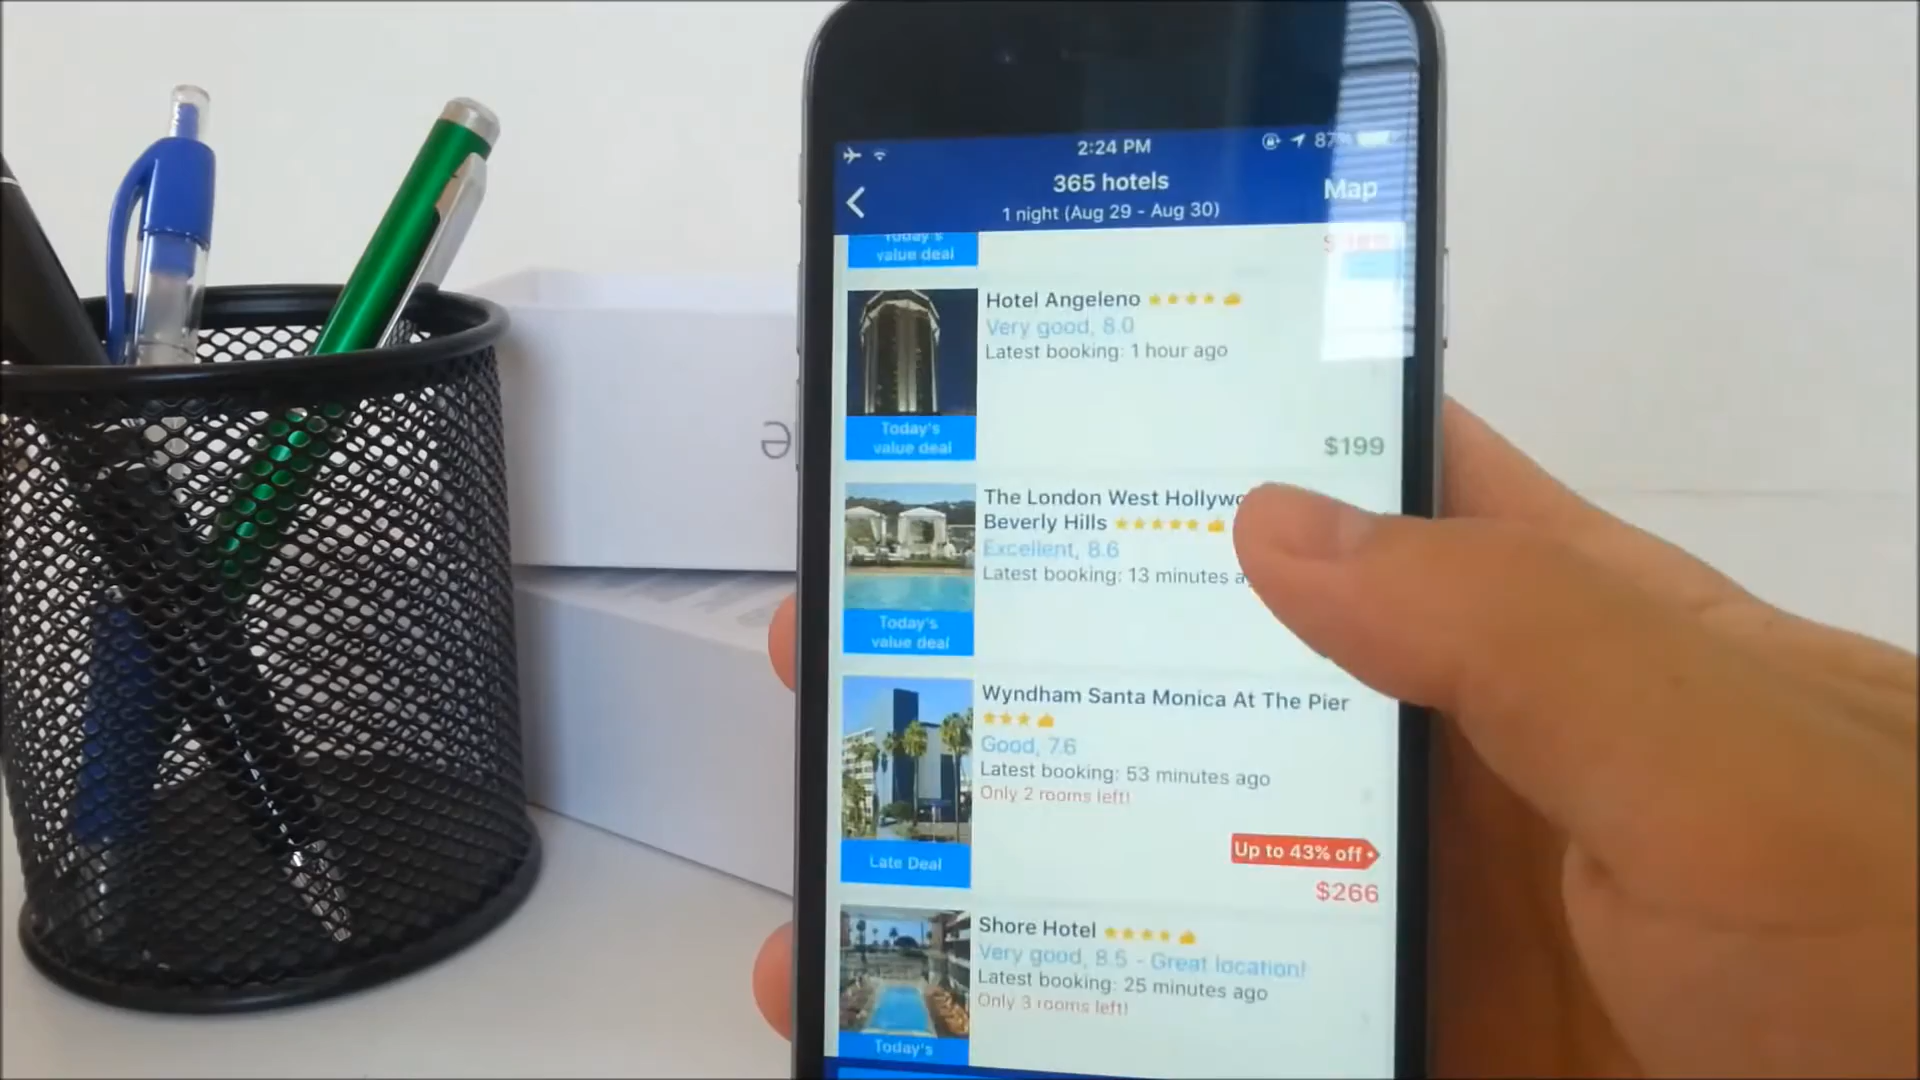 2:24 PM
87%
365 hotels
Map
1 night (Aug 29 - Aug 30)
Today's
value deal
Hotel Angeleno
Very good, 8.0
Latest booking: 1 hour ago
Today's
value deal
$199
The London West Hollywo
Beverly Hills
Excellent, 8.6
Latest booking: 13 minutes a
Today's
value deal
Wyndham Santa Monica At The Pier
Good, 7.6
Latest booking: 53 minutes ago
Only 2 rooms left!
Late Deal
Up to 43% off
$266
Shore Hotel
Very good, 8.5 - Great location!
Latest booking: 25 minutes ago
Only 3 rooms left!
Today's